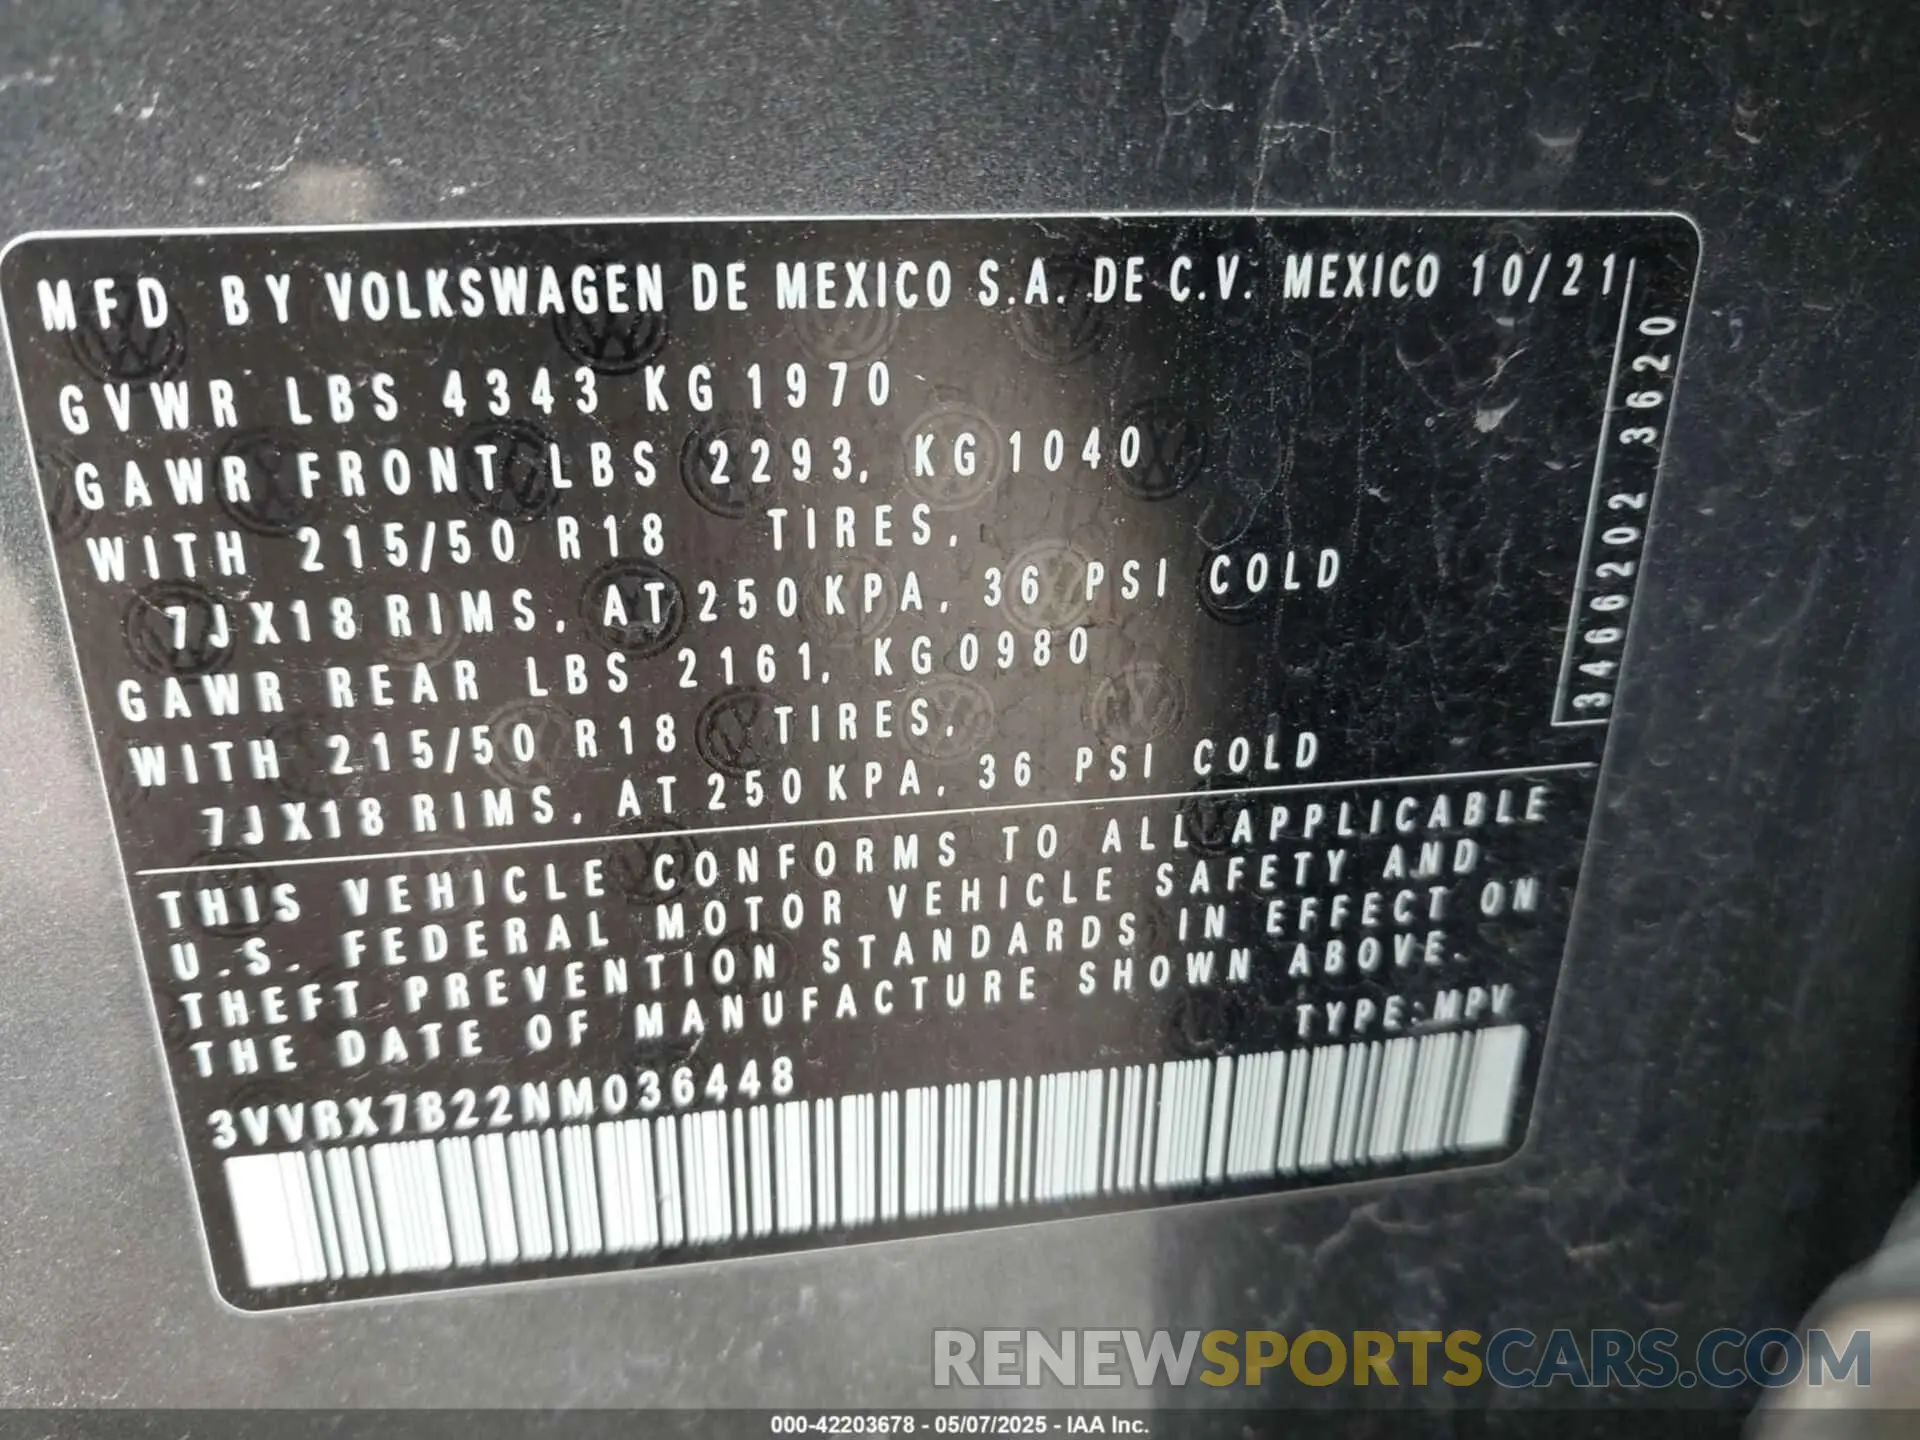 MFD BY VOLKSWAGEN DE MEXICO S.A. DE C.V. MEXICO 10/21
GVWR LBS 4343 KG 1970
GAWR FRONT LBS 2293, KG 1040
WITH 215/50 R18 TIRES,
7JX18 RIMS, AT 250 KPA, 36 PSI COLD
GAWR REAR LBS 2161, KG 0980
WITH 215/50 R18 TIRES,
7JX18 RIMS, AT 250 KPA, 36 PSI COLD
3466202 3620
THIS VEHICLE CONFORMS TO ALL APPLICABLE
U.S. FEDERAL MOTOR VEHICLE SAFETY AND
THEFT PREVENTION STANDARDS IN EFFECT ON
THE DATE OF MANUFACTURE SHOWN ABOVE.
TYPE: MPV
3VVRX7B22NM036448
RENEWSPORTSCARS.COM
000-42203678 - 05/07/2025 - IAA Inc.